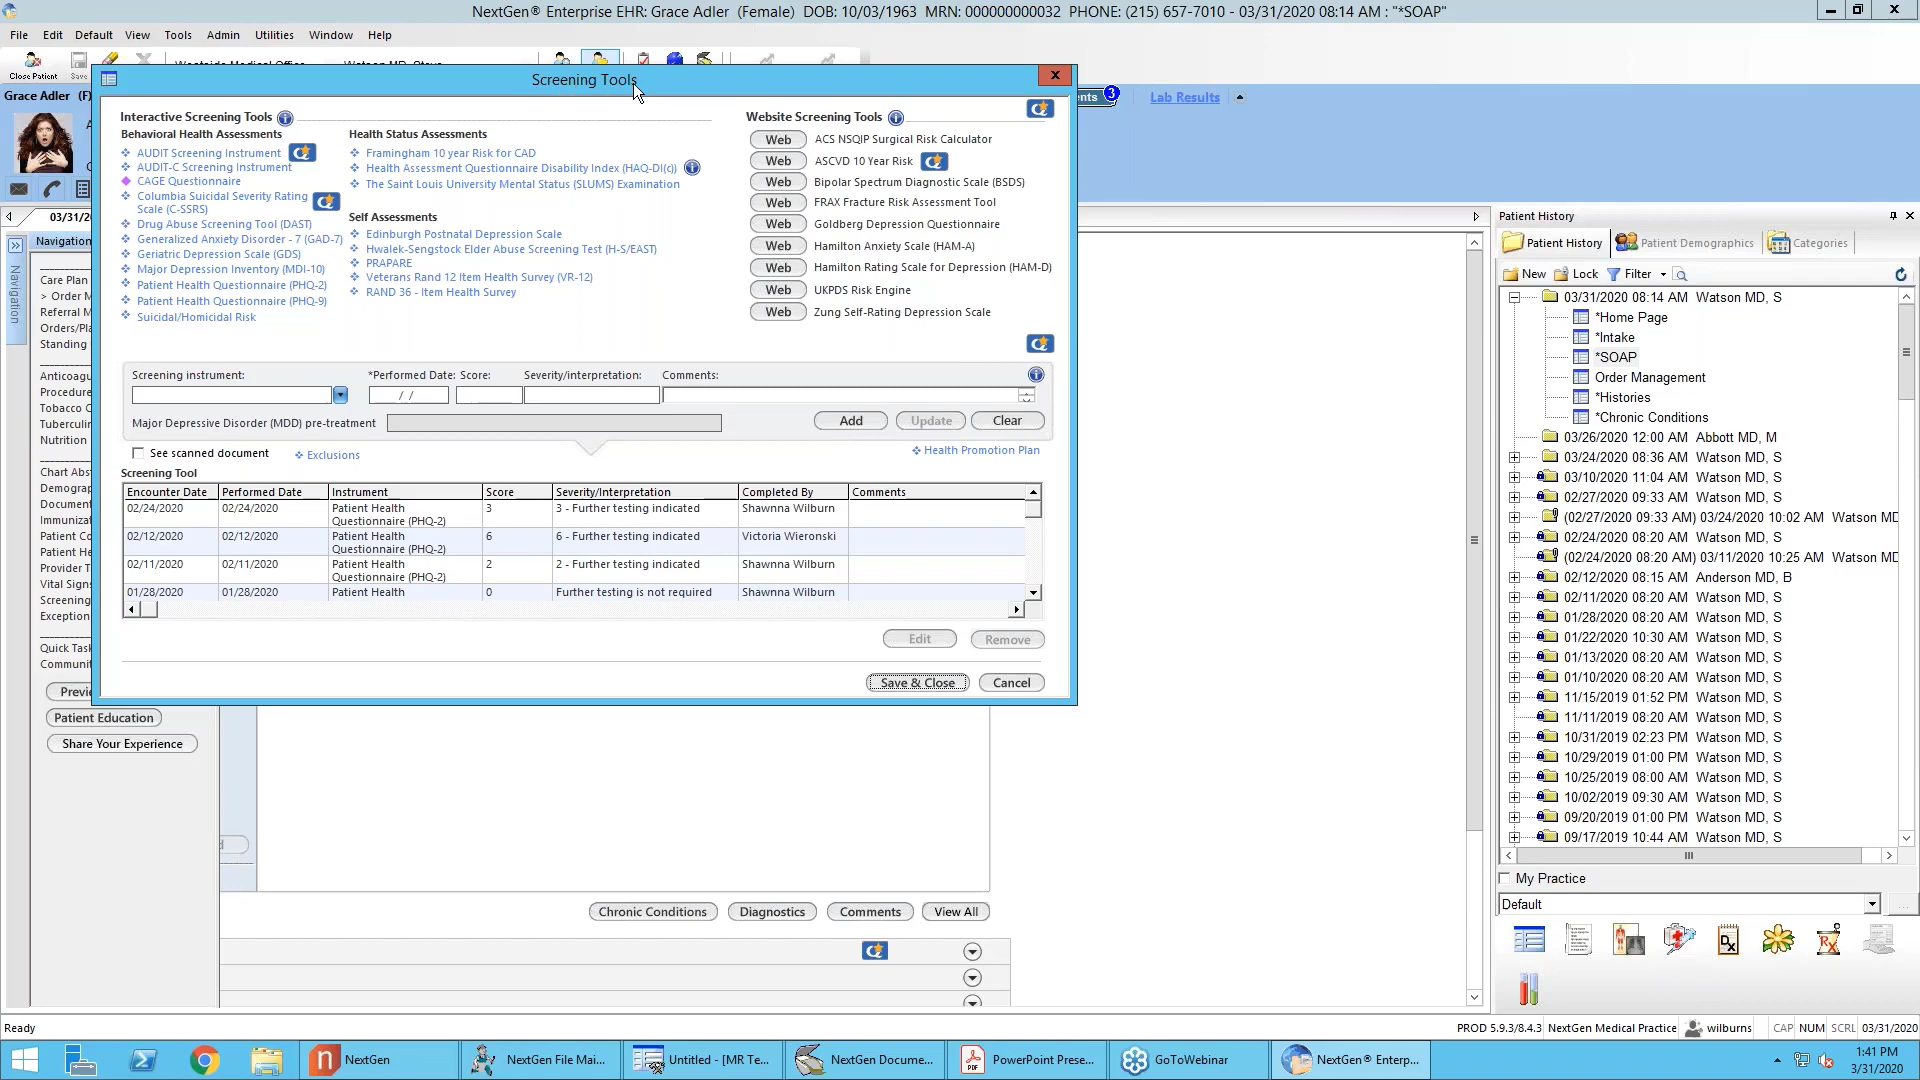 NextGen® Enterprise EHR: Grace Adler (Female) DOB: 10/03/1963 MRN: 000000000032 PHONE: (215) 657-7010 - 03/31/2020 08:14 AM : "*SOAP"
File Edit Default View Tools Admin Utilities Window Help
Close Patient Save
Grace Adler (F)
3
Lab Results
Screening Tools
Interactive Screening Tools
Behavioral Health Assessments
AUDIT Screening Instrument
AUDIT-C Screening Instrument
CAGE Questionnaire
Columbia Suicidal Severity Rating
Scale (C-SSRS)
Drug Abuse Screening Tool (DAST)
Generalized Anxiety Disorder - 7 (GAD-7)
Geriatric Depression Scale (GDS)
Major Depression Inventory (MDI-10)
Patient Health Questionnaire (PHQ-2)
Patient Health Questionnaire (PHQ-9)
Suicidal/Homicidal Risk
Health Status Assessments
Framingham 10 year Risk for CAD
Health Assessment Questionnaire Disability Index (HAQ-DI(c))
The Saint Louis University Mental Status (SLUMS) Examination
Self Assessments
Edinburgh Postnatal Depression Scale
Hwalek-Sengstock Elder Abuse Screening Test (H-S/EAST)
PRAPARE
Veterans Rand 12 Item Health Survey (VR-12)
RAND 36 - Item Health Survey
Website Screening Tools
Web ACS NSQIP Surgical Risk Calculator
Web ASCVD 10 Year Risk
Web Bipolar Spectrum Diagnostic Scale (BSDS)
Web FRAX Fracture Risk Assessment Tool
Web Goldberg Depression Questionnaire
Web Hamilton Anxiety Scale (HAM-A)
Web Hamilton Rating Scale for Depression (HAM-D)
Web UKPDS Risk Engine
Web Zung Self-Rating Depression Scale
Screening instrument: *Performed Date: Score: Severity/interpretation: Comments:
/ /
Major Depressive Disorder (MDD) pre-treatment Add Update Clear
See scanned document Exclusions Health Promotion Plan
Screening Tool
Encounter Date Performed Date Instrument Score Severity/Interpretation Completed By Comments
02/24/2020 02/24/2020 Patient Health 3 3 - Further testing indicated Shawnna Wilburn
Questionnaire (PHQ-2)
02/12/2020 02/12/2020 Patient Health 6 6 - Further testing indicated Victoria Wieronski
Questionnaire (PHQ-2)
02/11/2020 02/11/2020 Patient Health 2 2 - Further testing indicated Shawnna Wilburn
Questionnaire (PHQ-2)
01/28/2020 01/28/2020 Patient Health 0 Further testing is not required Shawnna Wilburn
Edit Remove
Save & Close Cancel
Navigation
Care Plan
> Order M
Orders/Pl
Standing
Procedure
Tobacco C
Nutrition
Vital Sign
Screening
Exception
Patient Education
Share Your Experience
Chronic Conditions Diagnostics Comments View All
Patient History
Patient History Patient Demographics Categories
New Lock Filter
03/31/2020 08:14 AM Watson MD, S
*Home Page
*Intake
*SOAP
Order Management
*Histories
*Chronic Conditions
03/26/2020 12:00 AM Abbott MD, M
03/24/2020 08:36 AM Watson MD, S
03/10/2020 11:04 AM Watson MD, S
02/27/2020 09:33 AM Watson MD, S
(02/27/2020 09:33 AM) 03/24/2020 10:02 AM Watson MD
02/24/2020 08:20 AM Watson MD, S
(02/24/2020 08:20 AM) 03/11/2020 10:25 AM Watson MD
02/12/2020 08:15 AM Anderson MD, B
02/11/2020 08:20 AM Watson MD, S
01/28/2020 08:20 AM Watson MD, S
01/22/2020 10:30 AM Watson MD, S
01/13/2020 08:20 AM Watson MD, S
01/10/2020 08:20 AM Watson MD, S
11/15/2019 01:52 PM Watson MD, S
11/11/2019 08:20 AM Watson MD, S
10/31/2019 02:23 PM Watson MD, S
10/29/2019 01:00 PM Watson MD, S
10/25/2019 08:00 AM Watson MD, S
10/02/2019 09:30 AM Watson MD, S
09/20/2019 01:00 PM Watson MD, S
09/17/2019 10:44 AM Watson MD, S
My Practice
Default
Ready PROD 5.9.3/8.4.3 NextGen Medical Practice wilburns CAP NUM SCRL 03/31/2020
NextGen NextGen File Mai... Untitled - [MR Te... NextGen Docume... PowerPoint Prese... GoToWebinar NextGen® Enterp... 1:41 PM
3/31/2020